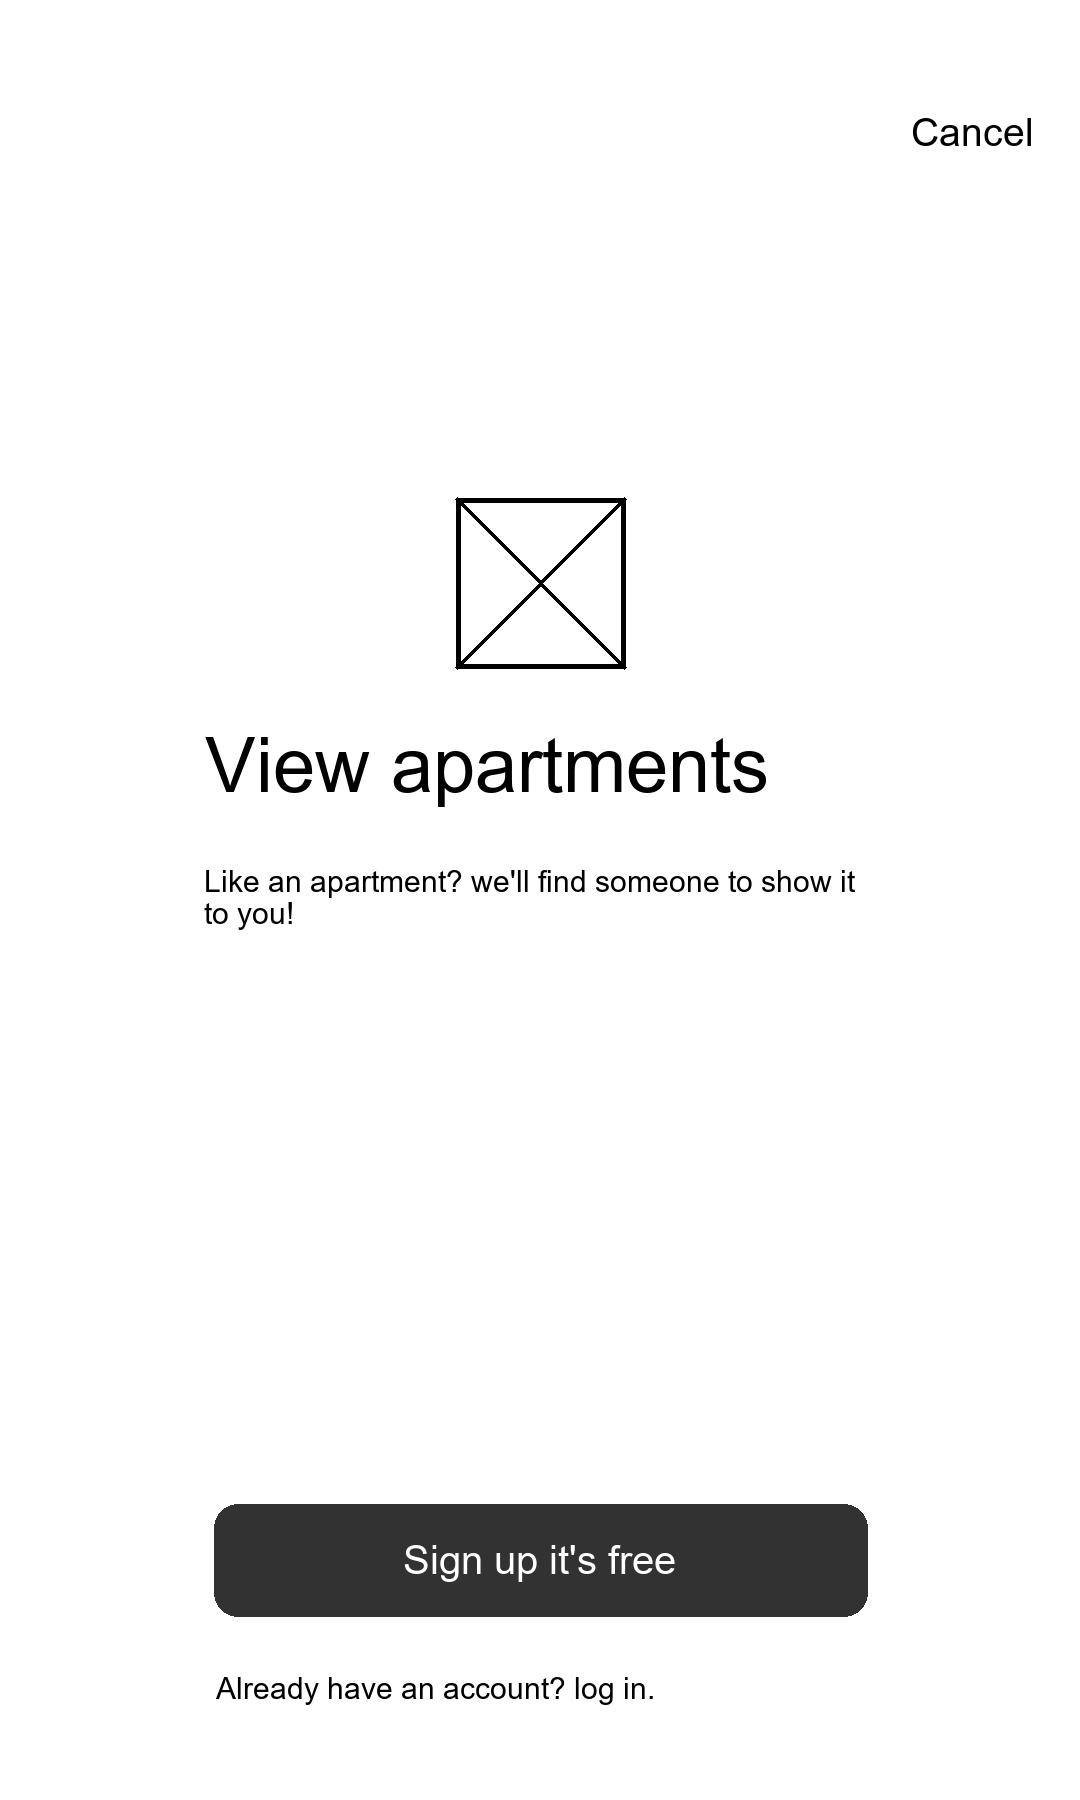 Cancel
View apartments
Like an apartment? we'll find someone to show it
to you!
Sign up it's free
Already have an account? log in.